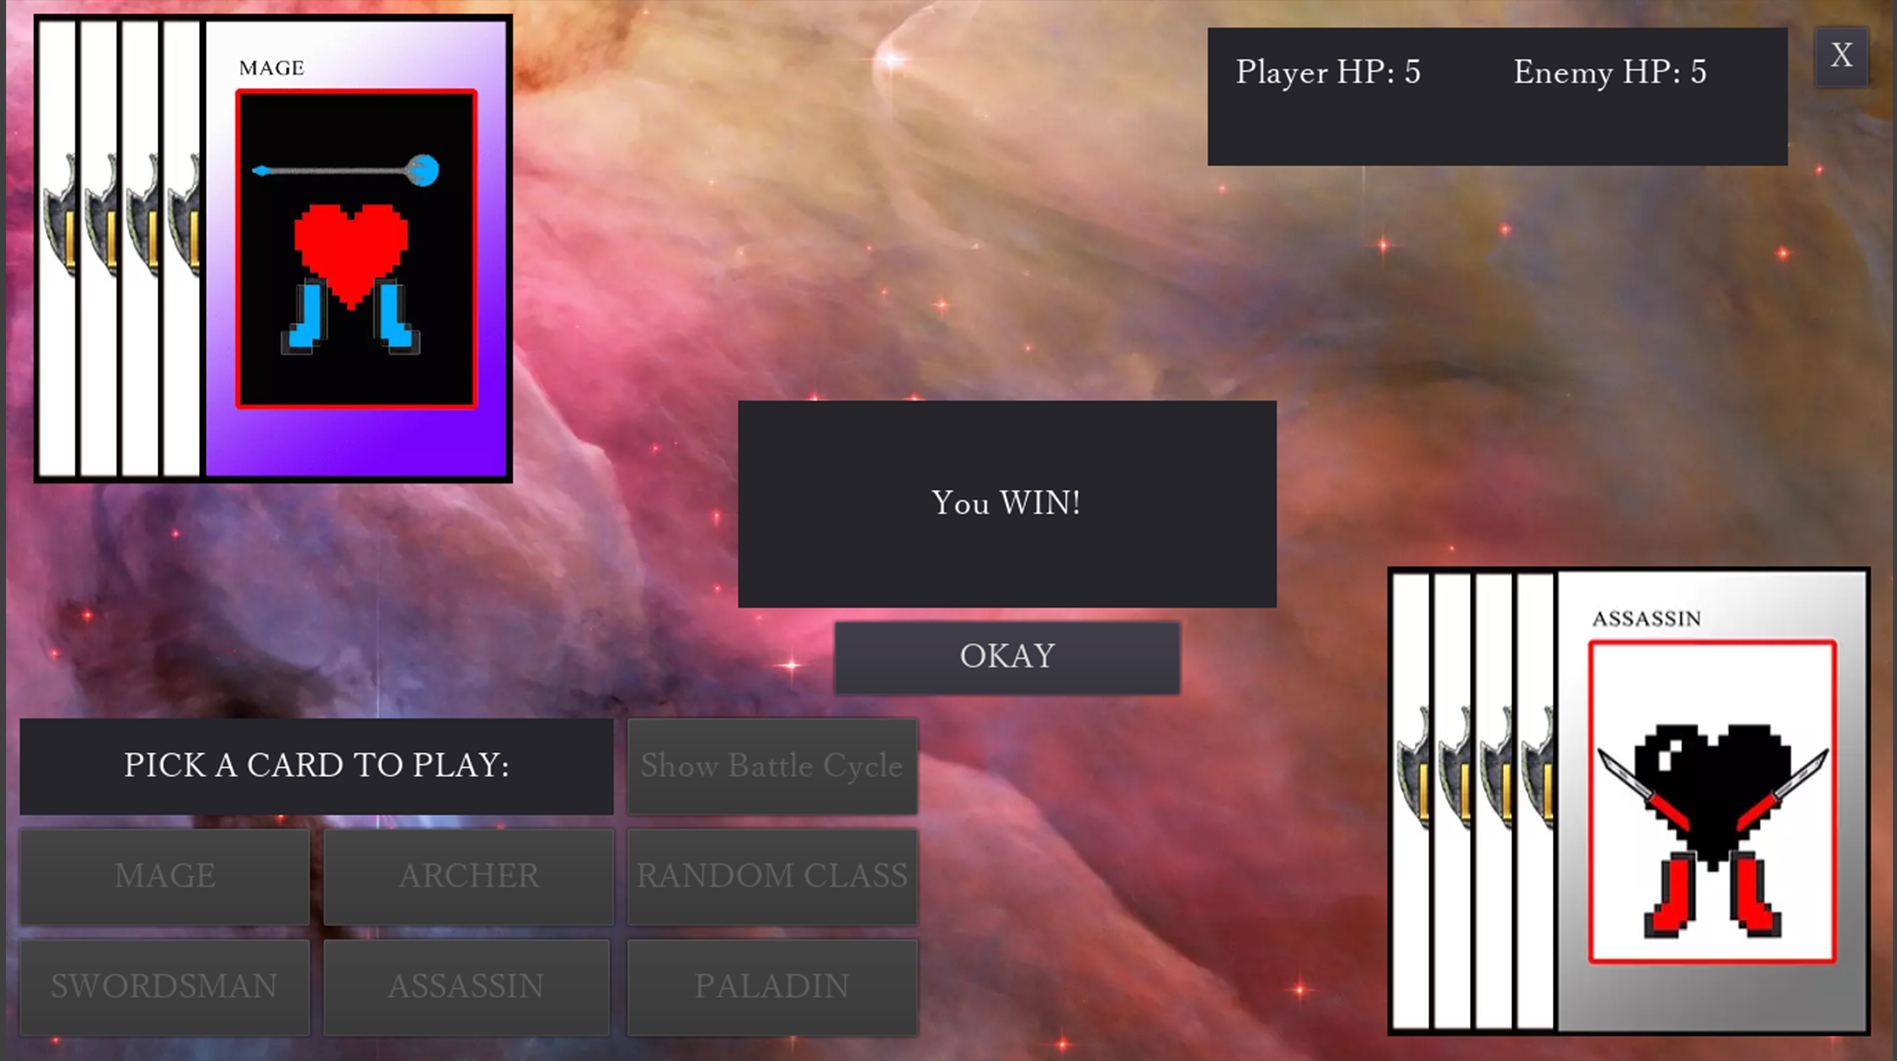 MAGE
Player HP: 5
Enemy HP: 5
X
You WIN!
OKAY
ASSASSIN
PICK A CARD TO PLAY:
Show Battle Cycle
MAGE
ARCHER
RANDOM CLASS
SWORDSMAN
ASSASSIN
PALADIN